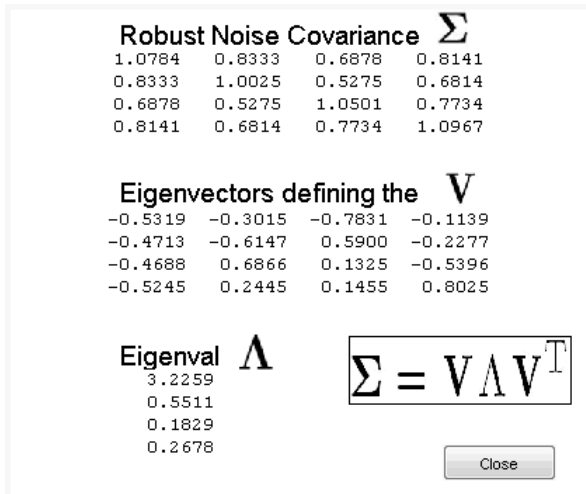 Robust Noise Covariance Σ
1.0784 0.8333 0.6878 0.8141
0.8333 1.0025 0.5275 0.6814
0.6878 0.5275 1.0501 0.7734
0.8141 0.6814 0.7734 1.0967
Eigenvectors defining the V
-0.5319 -0.3015 -0.7831 -0.1139
-0.4713 -0.6147 0.5900 -0.2277
-0.4688 0.6866 0.1325 -0.5396
-0.5245 0.2445 0.1455 0.8025
Eigenval Λ
3.2259
0.5511
0.1829
0.2678
Σ = VΛV^T
Close